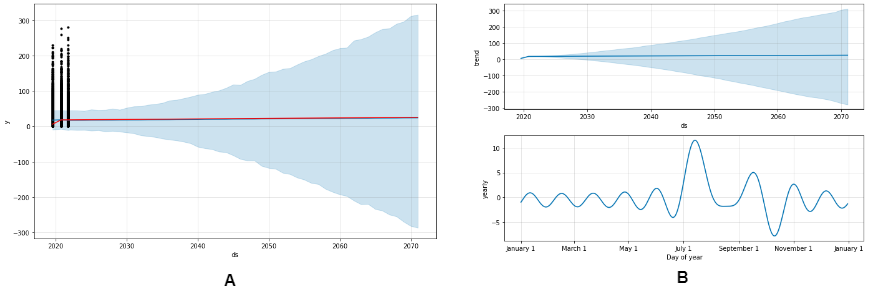 300
200
100
0
−100
−200
−300
y
2020
2030
2040
2050
2060
2070
ds
A
300
200
100
0
−100
−200
−300
trend
2020
2030
2040
2050
2060
2070
ds
10
5
0
−5
yearly
January 1
March 1
May 1
July 1
September 1
November 1
January 1
Day of year
B